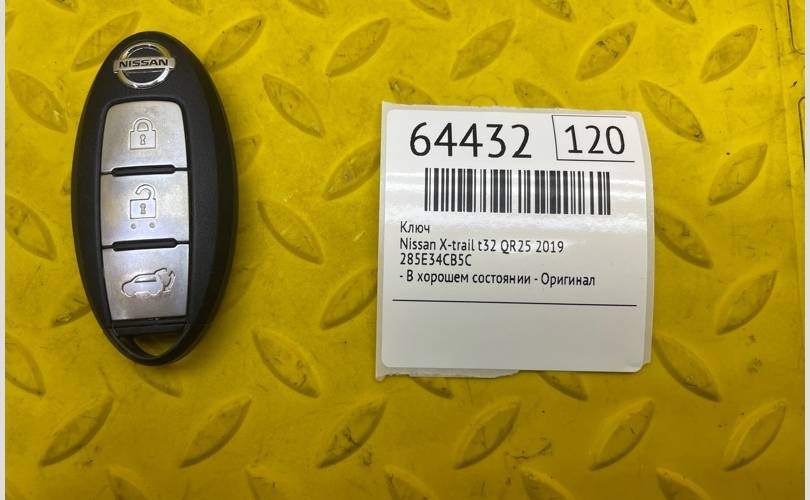 NISSAN
64432 120
Ключ
Nissan X-trail t32 QR25 2019
285E34CB5C
- В хорошем состоянии - Оригинал